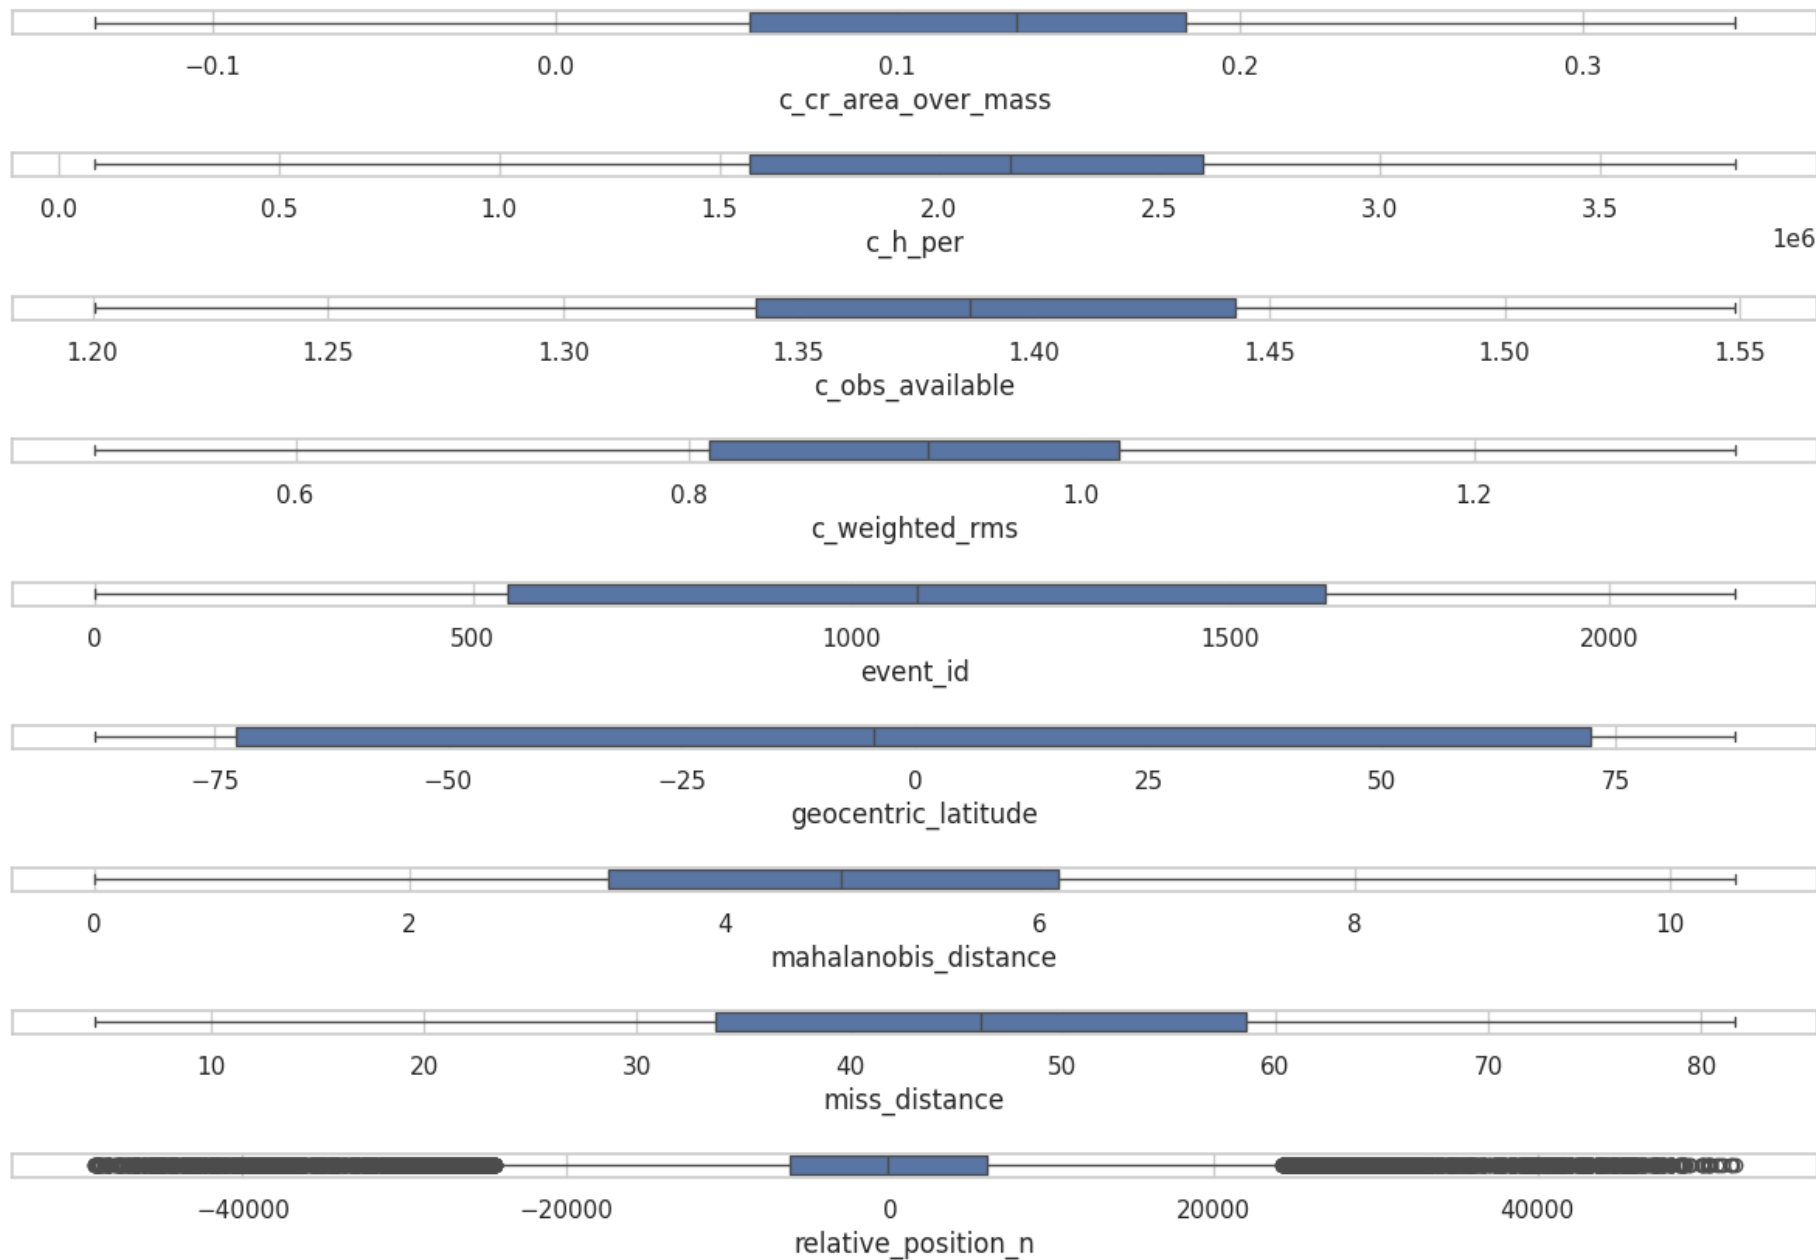 −0.1 0.0 0.1 0.2 0.3
c_cr_area_over_mass
0.0 0.5 1.0 1.5 2.0 2.5 3.0 3.5
c_h_per 1e6
1.20 1.25 1.30 1.35 1.40 1.45 1.50 1.55
c_obs_available
0.6 0.8 1.0 1.2
c_weighted_rms
0 500 1000 1500 2000
event_id
−75 −50 −25 0 25 50 75
geocentric_latitude
0 2 4 6 8 10
mahalanobis_distance
10 20 30 40 50 60 70 80
miss_distance
−40000 −20000 0 20000 40000
relative_position_n